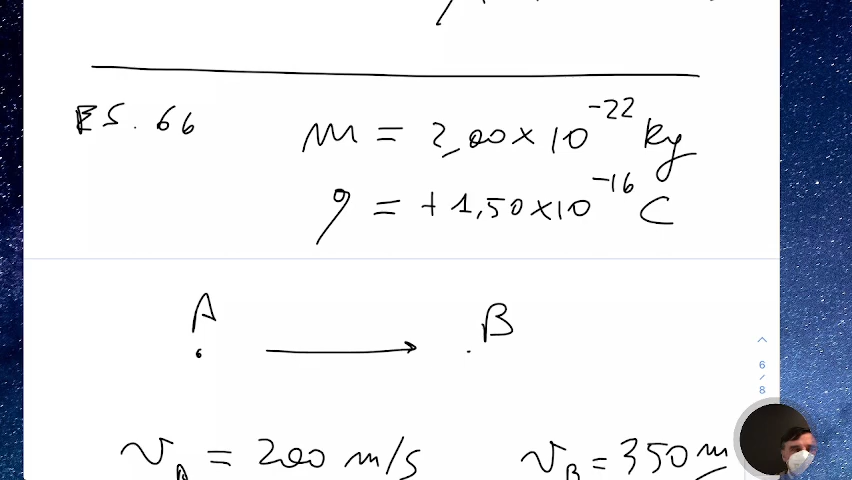 ES. 66
m = 2,00 × 10⁻²² kg
q = + 1,50 × 10⁻¹⁶ C
A → B
v_A = 200 m/s v_B = 350 m
6
/
8